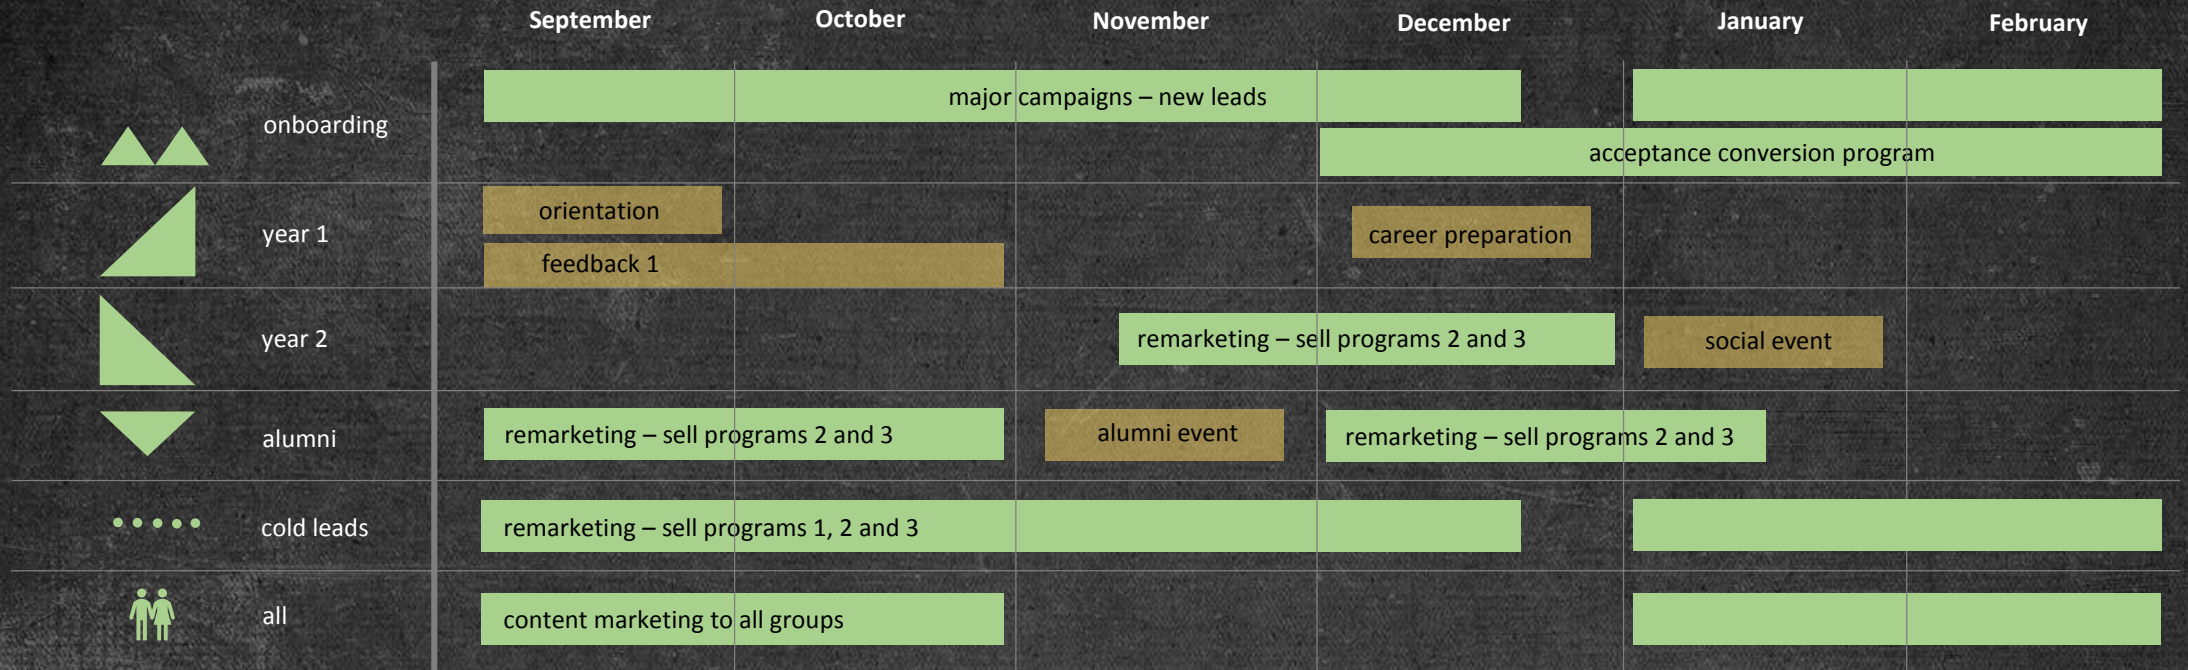 September October November December January February
major campaigns – new leads
onboarding
acceptance conversion program
orientation
year 1
career preparation
feedback 1
year 2
remarketing – sell programs 2 and 3
social event
alumni
remarketing – sell programs 2 and 3
alumni event
remarketing – sell programs 2 and 3
cold leads
remarketing – sell programs 1, 2 and 3
all
content marketing to all groups